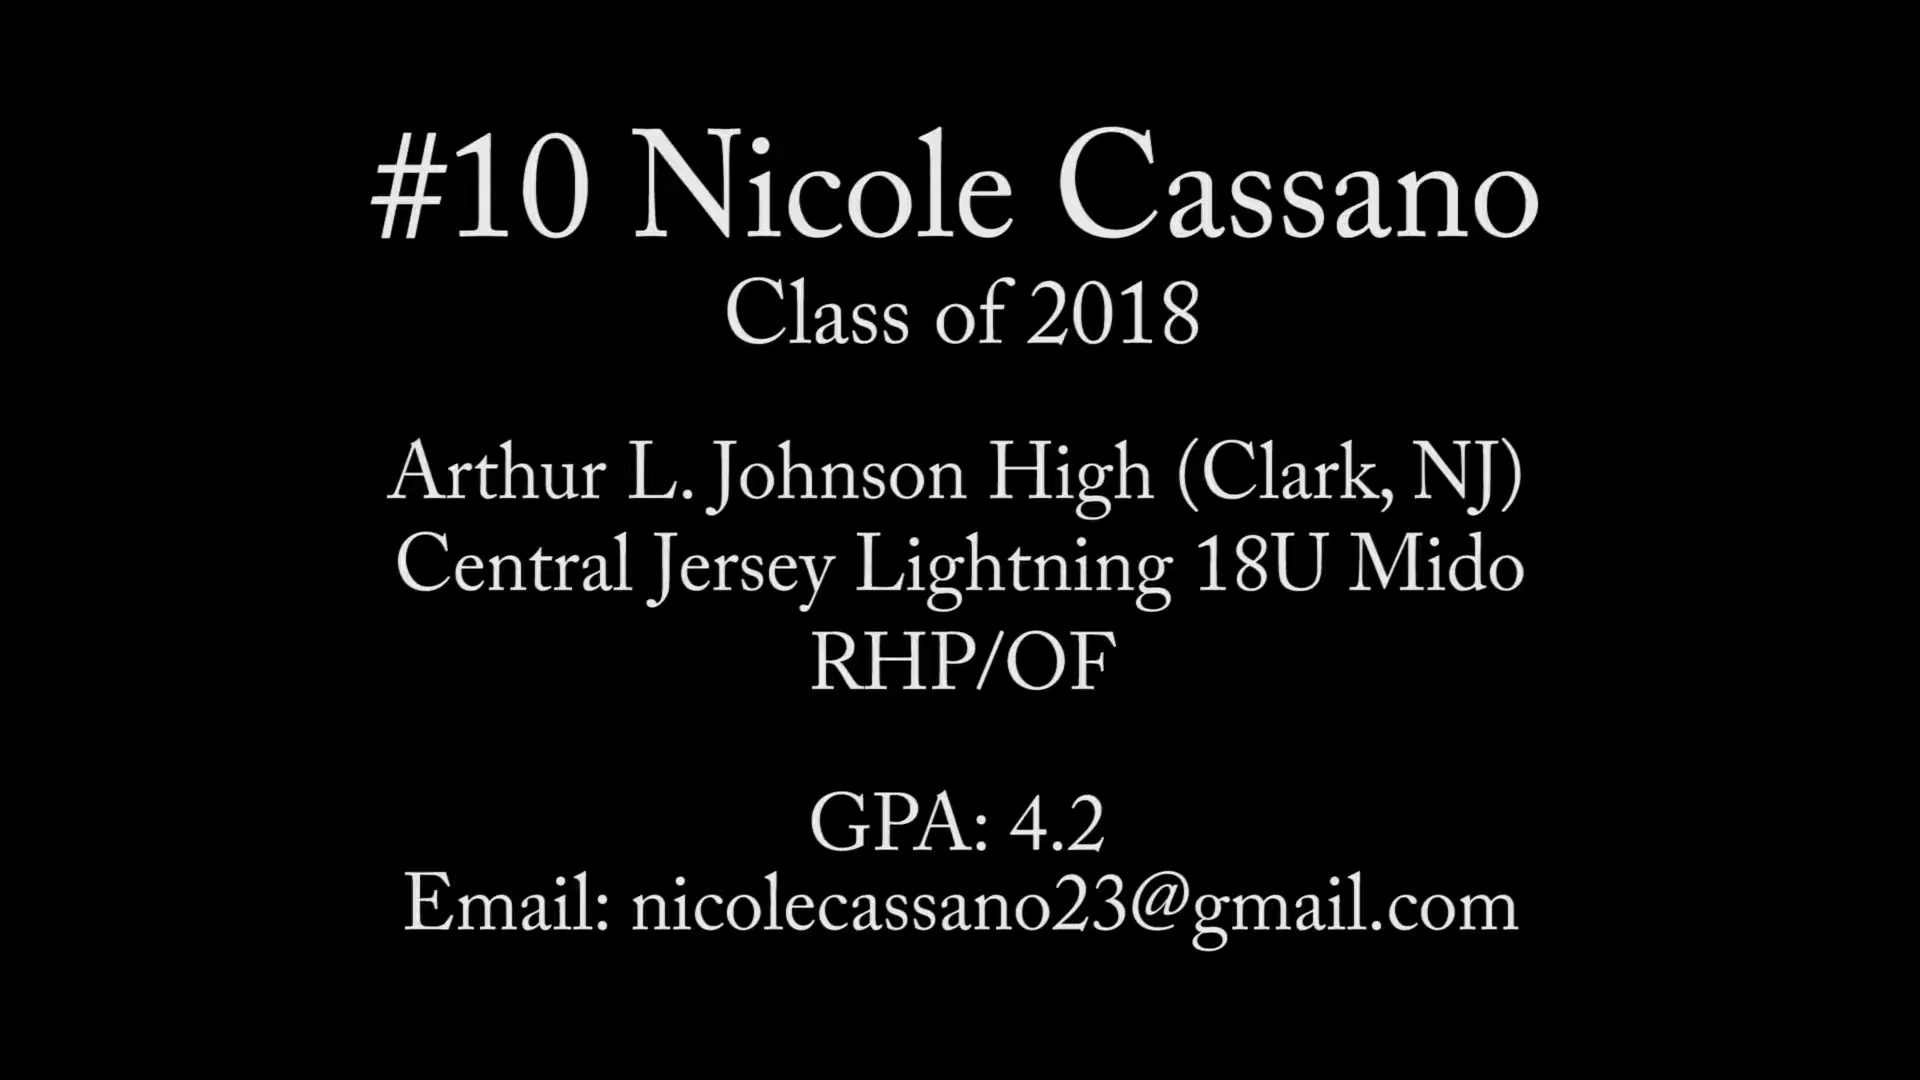 #10 Nicole Cassano
Class of 2018
Arthur L. Johnson High (Clark, NJ)
Central Jersey Lightning 18U Mido
RHP/OF
GPA: 4.2
Email: nicolecassano23@gmail.com